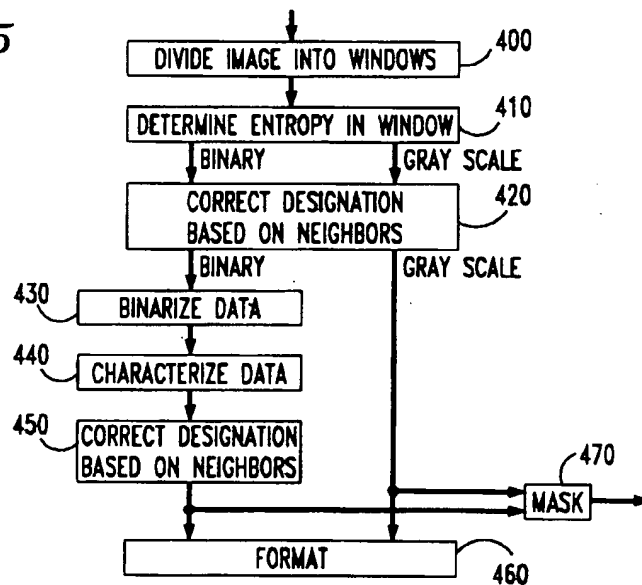 5
400
DIVIDE IMAGE INTO WINDOWS
410
DETERMINE ENTROPY IN WINDOW
BINARY GRAY SCALE
420
CORRECT DESIGNATION
BASED ON NEIGHBORS
BINARY GRAY SCALE
430
BINARIZE DATA
440
CHARACTERIZE DATA
450
CORRECT DESIGNATION
BASED ON NEIGHBORS
470
MASK
FORMAT
460